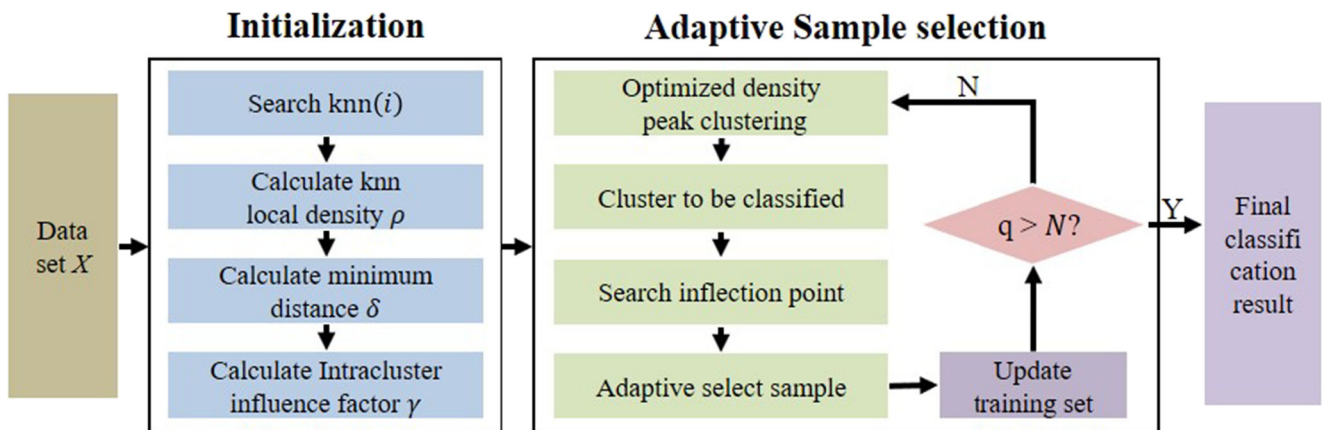 Initialization
Adaptive Sample selection
Data
set X
Search knn(i)
Calculate knn
local density ρ
Calculate minimum
distance δ
Calculate Intracluster
influence factor γ
Optimized density
peak clustering
Cluster to be classified
Search inflection point
Adaptive select sample
Update
training set
q > N?
N
Y
Final
classifi
cation
result